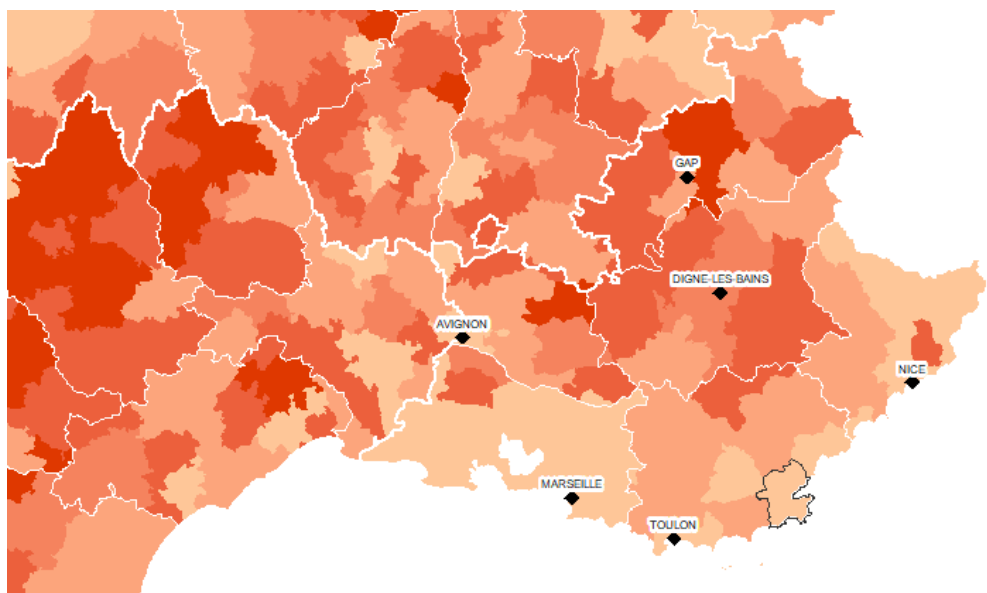 GAP
DIGNE-LES-BAINS
AVIGNON
NICE
MARSEILLE
TOULON